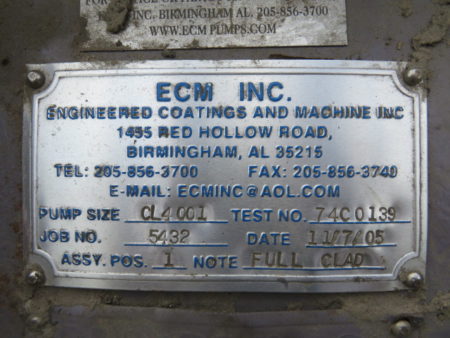 INC. BIRMINGHAM AL. 205-856-3700
WWW.ECMPUMPS.COM
ECM INC.
ENGINEERED COATINGS AND MACHINE INC
1455 RED HOLLOW ROAD,
BIRMINGHAM, AL 35215
TEL: 205-856-3700 FAX: 205-856-3740
E-MAIL: ECMINC@AOL.COM
PUMP SIZE CL4001 TEST NO. 74C0139
JOB NO. 5432 DATE 11/7/05
ASSY. POS. 1 NOTE FULL CLAD